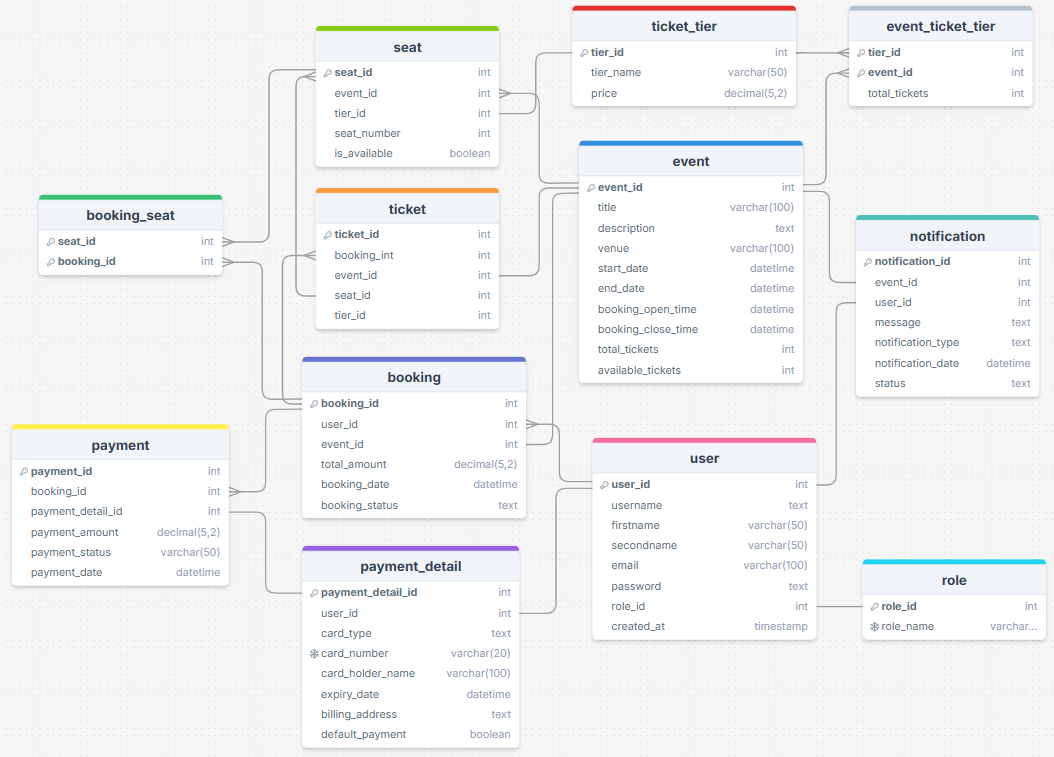 seat
seat_id int
event_id int
tier_id int
seat_number int
is_available boolean
ticket_tier
tier_id int
tier_name varchar(50)
price decimal(5,2)
event_ticket_tier
tier_id int
event_id int
total_tickets int
booking_seat
seat_id int
booking_id int
ticket
ticket_id int
booking_int int
event_id int
seat_id int
tier_id int
event
event_id int
title varchar(100)
description text
venue varchar(100)
start_date datetime
end_date datetime
booking_open_time datetime
booking_close_time datetime
total_tickets int
available_tickets int
notification
notification_id int
event_id int
user_id int
message text
notification_type text
notification_date datetime
status text
booking
booking_id int
user_id int
event_id int
total_amount decimal(5,2)
booking_date datetime
booking_status text
payment
payment_id int
booking_id int
payment_detail_id int
payment_amount decimal(5,2)
payment_status varchar(50)
payment_date datetime
user
user_id int
username text
firstname varchar(50)
secondname varchar(50)
email varchar(100)
password text
role_id int
created_at timestamp
payment_detail
payment_detail_id int
user_id int
card_type text
card_number varchar(20)
card_holder_name varchar(100)
expiry_date datetime
billing_address text
default_payment boolean
role
role_id int
role_name varchar...